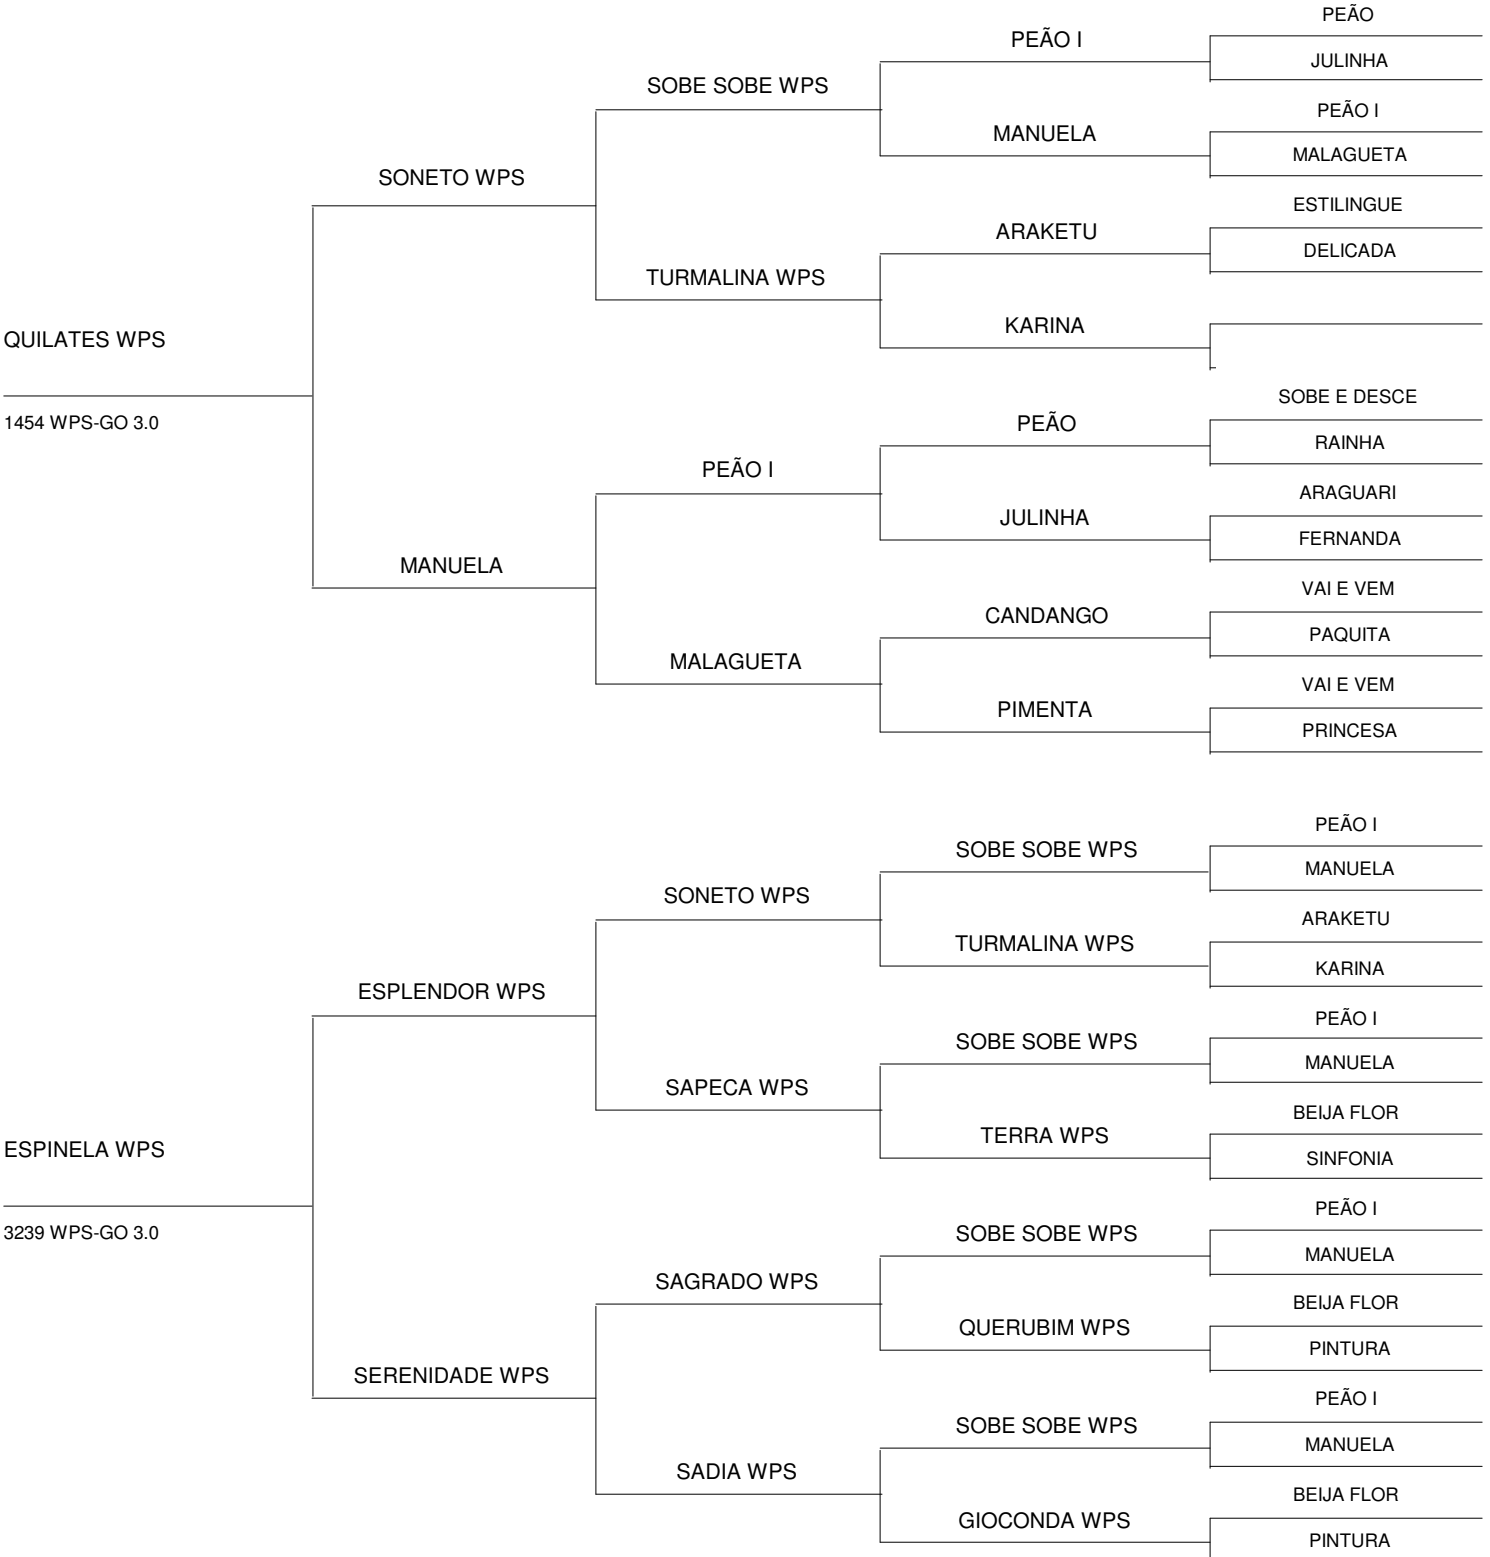 PEÃO
PEÃO I
JULINHA
SOBE SOBE WPS
PEÃO I
MANUELA
MALAGUETA
SONETO WPS
ESTILINGUE
ARAKETU
DELICADA
TURMALINA WPS
KARINA
QUILATES WPS
SOBE E DESCE
1454 WPS-GO 3.0
PEÃO
RAINHA
PEÃO I
ARAGUARI
JULINHA
FERNANDA
MANUELA
VAI E VEM
CANDANGO
PAQUITA
MALAGUETA
VAI E VEM
PIMENTA
PRINCESA
PEÃO I
SOBE SOBE WPS
MANUELA
SONETO WPS
ARAKETU
TURMALINA WPS
KARINA
ESPLENDOR WPS
PEÃO I
SOBE SOBE WPS
MANUELA
SAPECA WPS
BEIJA FLOR
TERRA WPS
SINFONIA
ESPINELA WPS
PEÃO I
3239 WPS-GO 3.0
SOBE SOBE WPS
MANUELA
SAGRADO WPS
BEIJA FLOR
QUERUBIM WPS
PINTURA
SERENIDADE WPS
PEÃO I
SOBE SOBE WPS
MANUELA
SADIA WPS
BEIJA FLOR
GIOCONDA WPS
PINTURA